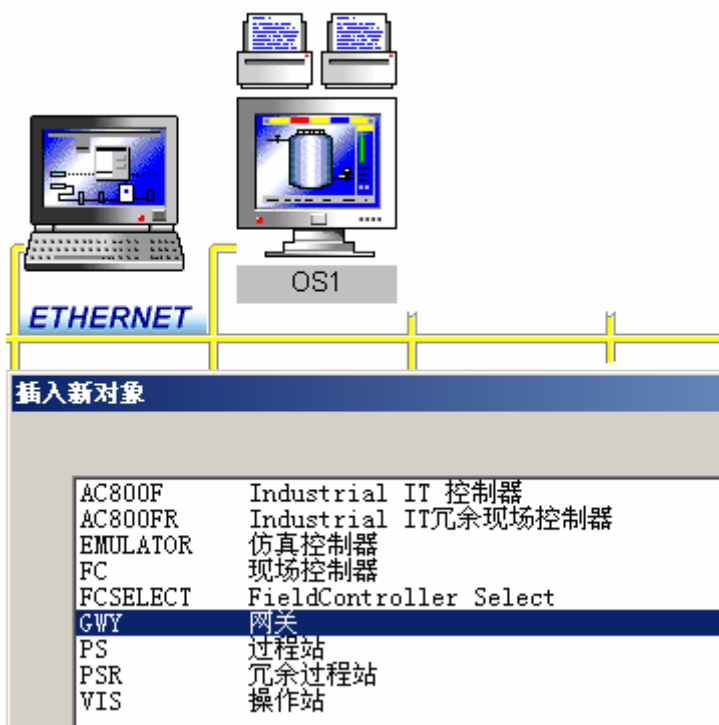 OS1
ETHERNET
插入新对象
AC800F Industrial IT 控制器
AC800FR Industrial IT冗余现场控制器
EMULATOR 仿真控制器
FC 现场控制器
FCSELECT FieldController Select
GWY 网关
PS 过程站
PSR 冗余过程站
VIS 操作站